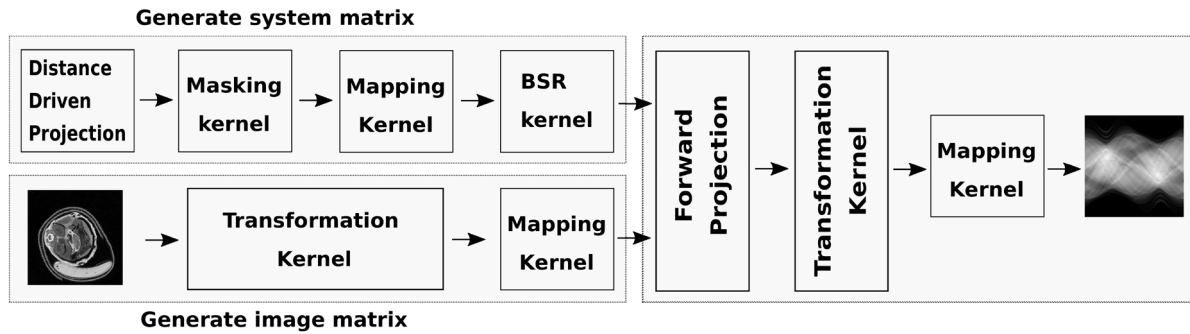 Generate system matrix
Distance
Driven
Projection
Masking
kernel
Mapping
Kernel
BSR
kernel
Transformation
Kernel
Mapping
Kernel
Generate image matrix
Forward
Projection
Transformation
Kernel
Mapping
Kernel